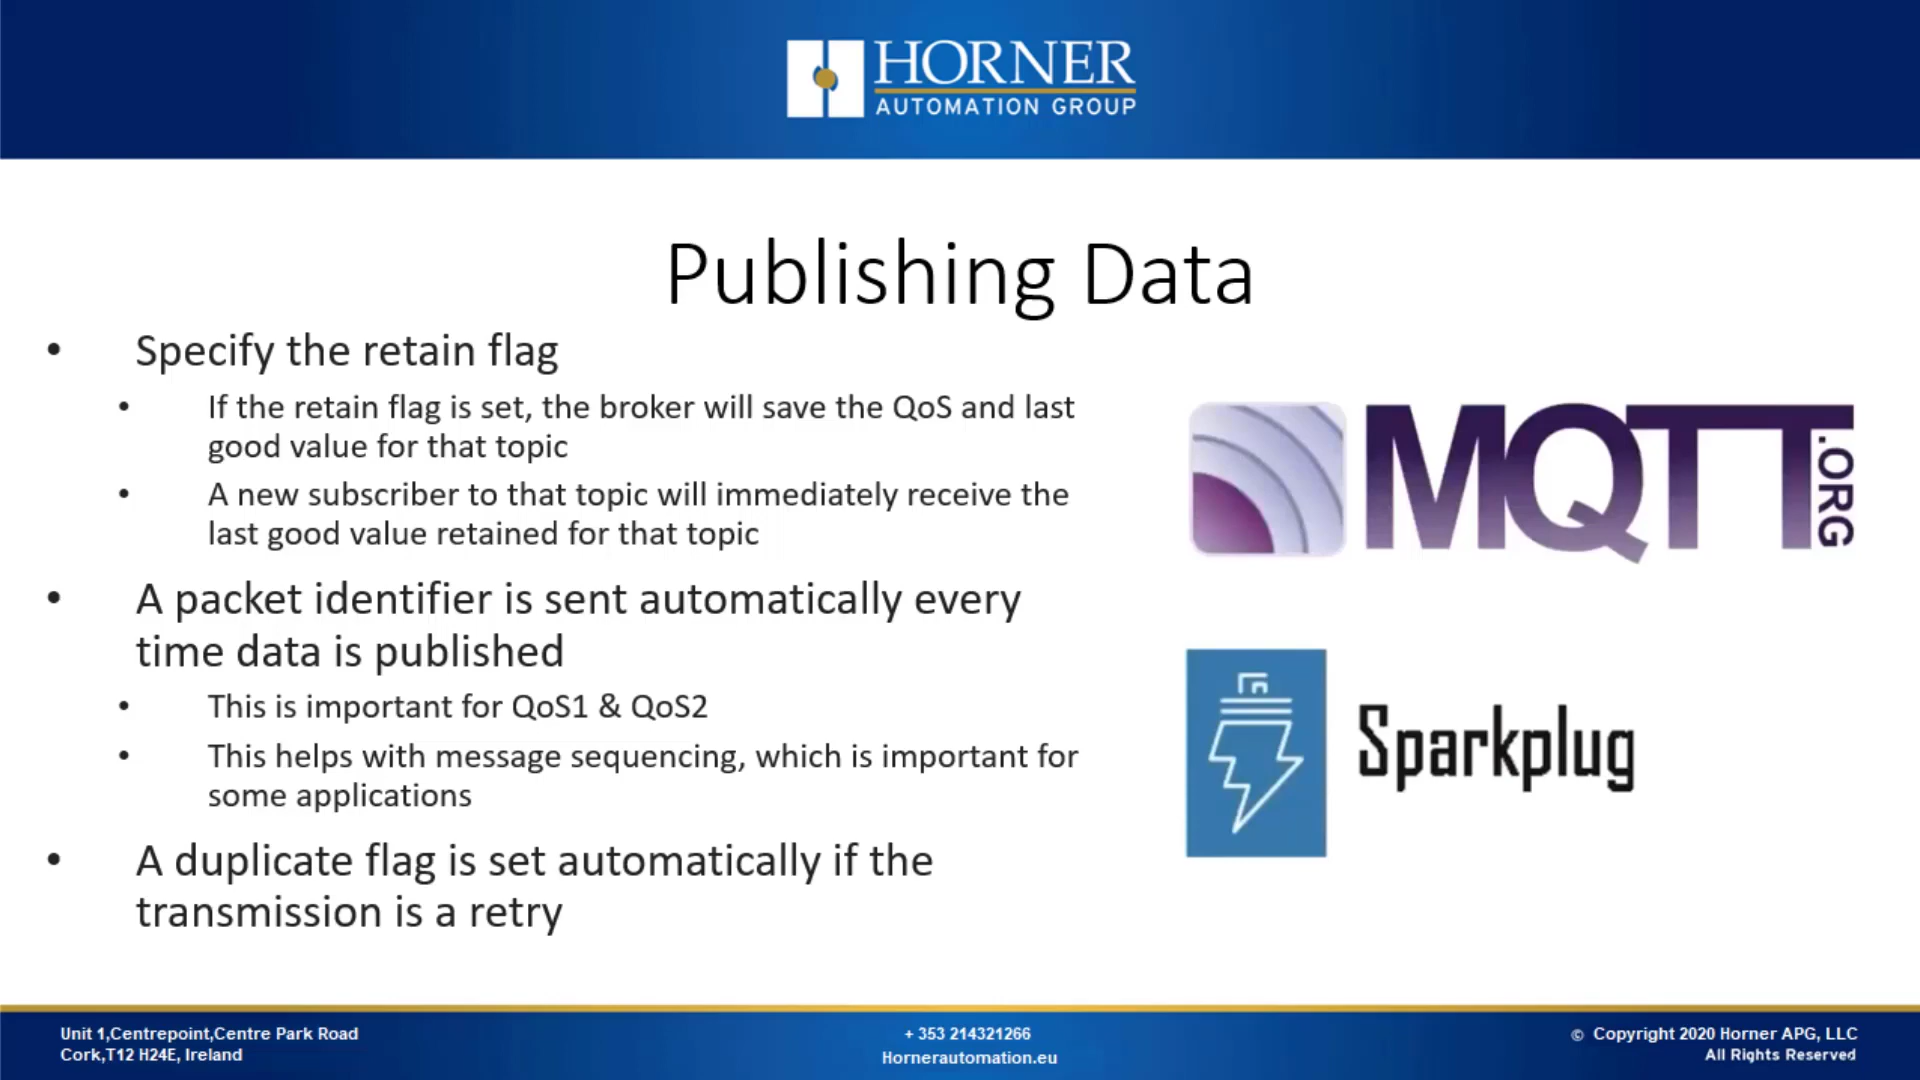 HORNER
AUTOMATION GROUP
Publishing Data
• Specify the retain flag
• If the retain flag is set, the broker will save the QoS and last
good value for that topic
• A new subscriber to that topic will immediately receive the
last good value retained for that topic
• A packet identifier is sent automatically every
time data is published
• This is important for QoS1 & QoS2
• This helps with message sequencing, which is important for
some applications
• A duplicate flag is set automatically if the
transmission is a retry
MQTT
.ORG
Sparkplug
Unit 1,Centrepoint,Centre Park Road
Cork,T12 H24E, Ireland
+ 353 214321266
Hornerautomation.eu
© Copyright 2020 Horner APG, LLC
All Rights Reserved